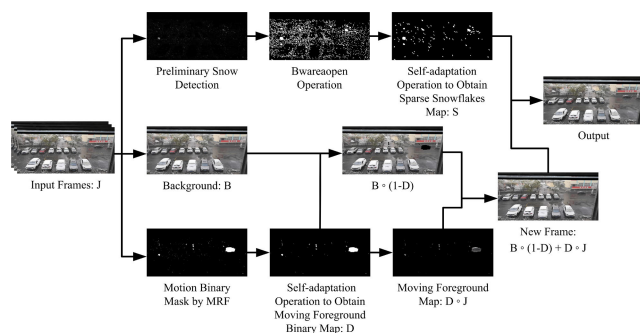 Preliminary Snow
Detection
Bwareaopen
Operation
Self-adaptation
Operation to Obtain
Sparse Snowflakes
Map: S
Output
Input Frames: J
Background: B
B ∘ (1-D)
New Frame:
B ∘ (1-D) + D ∘ J
Motion Binary
Mask by MRF
Self-adaptation
Operation to Obtain
Moving Foreground
Binary Map: D
Moving Foreground
Map: D ∘ J